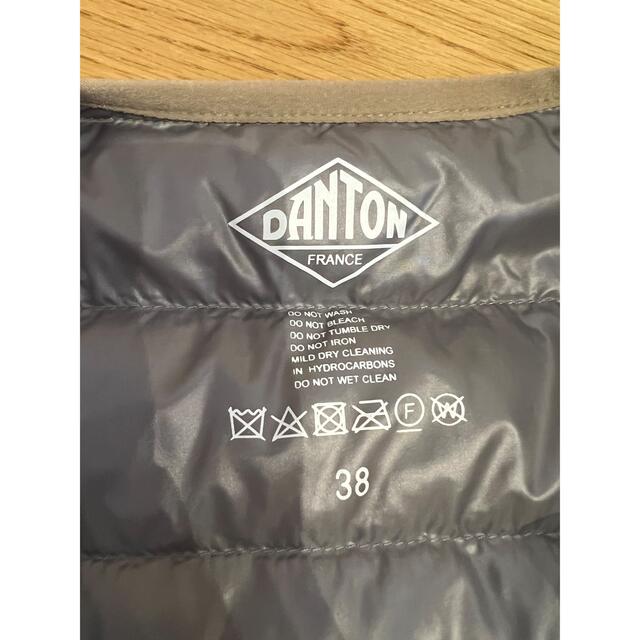 DANTON
FRANCE
DO NOT WASH
DO NOT BLEACH
DO NOT TUMBLE DRY
DO NOT IRON
MILD DRY CLEANING
IN HYDROCARBONS
DO NOT WET CLEAN
F W
38